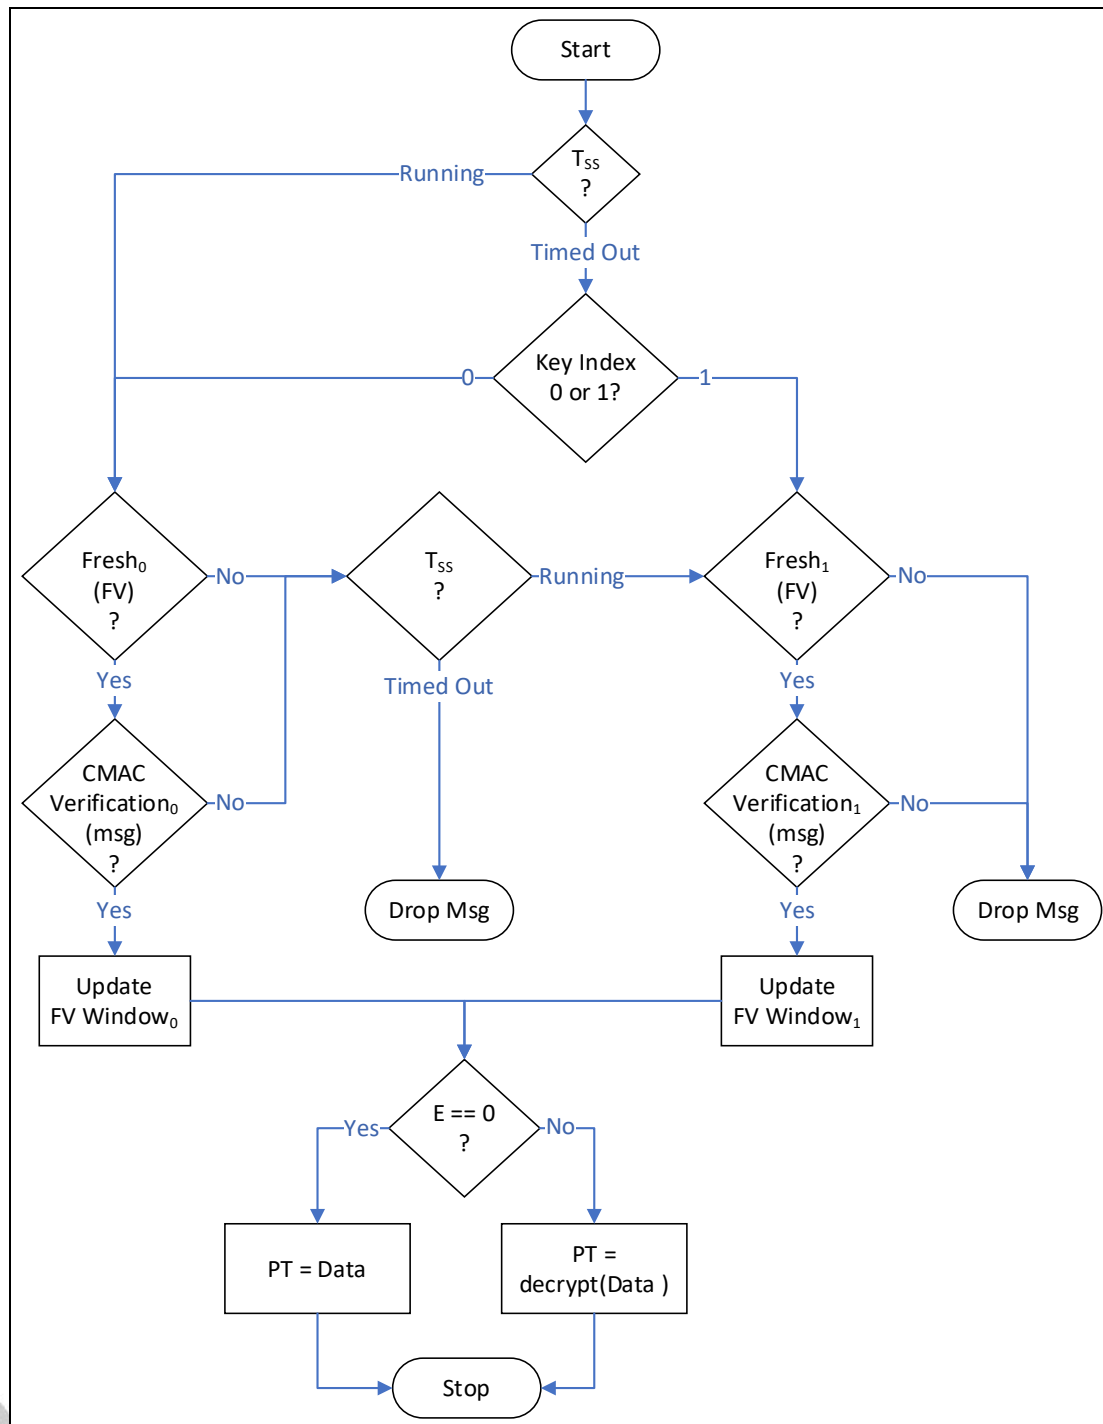 Start
T_SS
?
Running
Timed Out
Key Index
0 or 1?
0
1
Fresh_0
(FV)
?
No
T_SS
?
Running
Fresh_1
(FV)
?
No
Yes
Timed Out
Yes
CMAC
Verification_0
(msg)
?
No
CMAC
Verification_1
(msg)
?
No
Yes
Drop Msg
Yes
Drop Msg
Update
FV Window_0
Update
FV Window_1
E == 0
?
Yes
No
PT = Data
PT =
decrypt(Data )
Stop